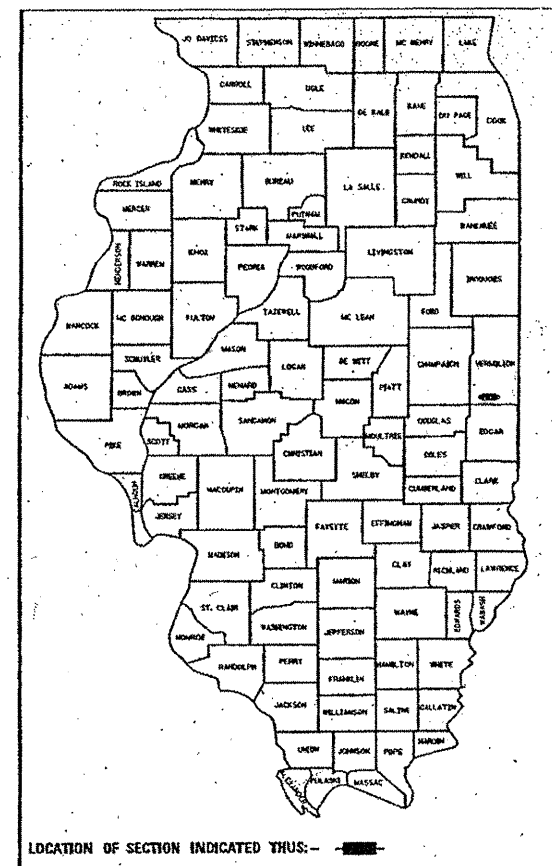 JO DAVIESS STEPHENSON WINNEBAGO BOONE MC HENRY LAKE
CARROLL OGLE
DE KALB KANE DU PAGE COOK
WHITESIDE LEE
KENDALL WILL
ROCK ISLAND HENRY BUREAU LA SALLE GRUNDY
MERCER PUTNAM KANKAKEE
STARK MARSHALL
HENDERSON WARREN KNOX PEORIA WOODFORD LIVINGSTON IROQUOIS
HANCOCK MC DONOUGH FULTON TAZEWELL MC LEAN FORD
MASON
SCHUYLER LOGAN DE WITT CHAMPAIGN VERMILION
ADAMS BROWN CASS MENARD MACON PIATT
MORGAN SANGAMON DOUGLAS EDGAR
PIKE SCOTT CHRISTIAN MOULTRIE COLES
GREENE MACOUPIN MONTGOMERY SHELBY CUMBERLAND CLARK
CALHOUN JERSEY FAYETTE EFFINGHAM JASPER CRAWFORD
MADISON BOND
CLAY RICHLAND LAWRENCE
CLINTON MARION
ST. CLAIR WAYNE EDWARDS WABASH
WASHINGTON JEFFERSON
MONROE
RANDOLPH PERRY HAMILTON WHITE
FRANKLIN
JACKSON WILLIAMSON SALINE GALLATIN
UNION JOHNSON POPE HARDIN
ALEXANDER PULASKI MASSAC
LOCATION OF SECTION INDICATED THUS:-